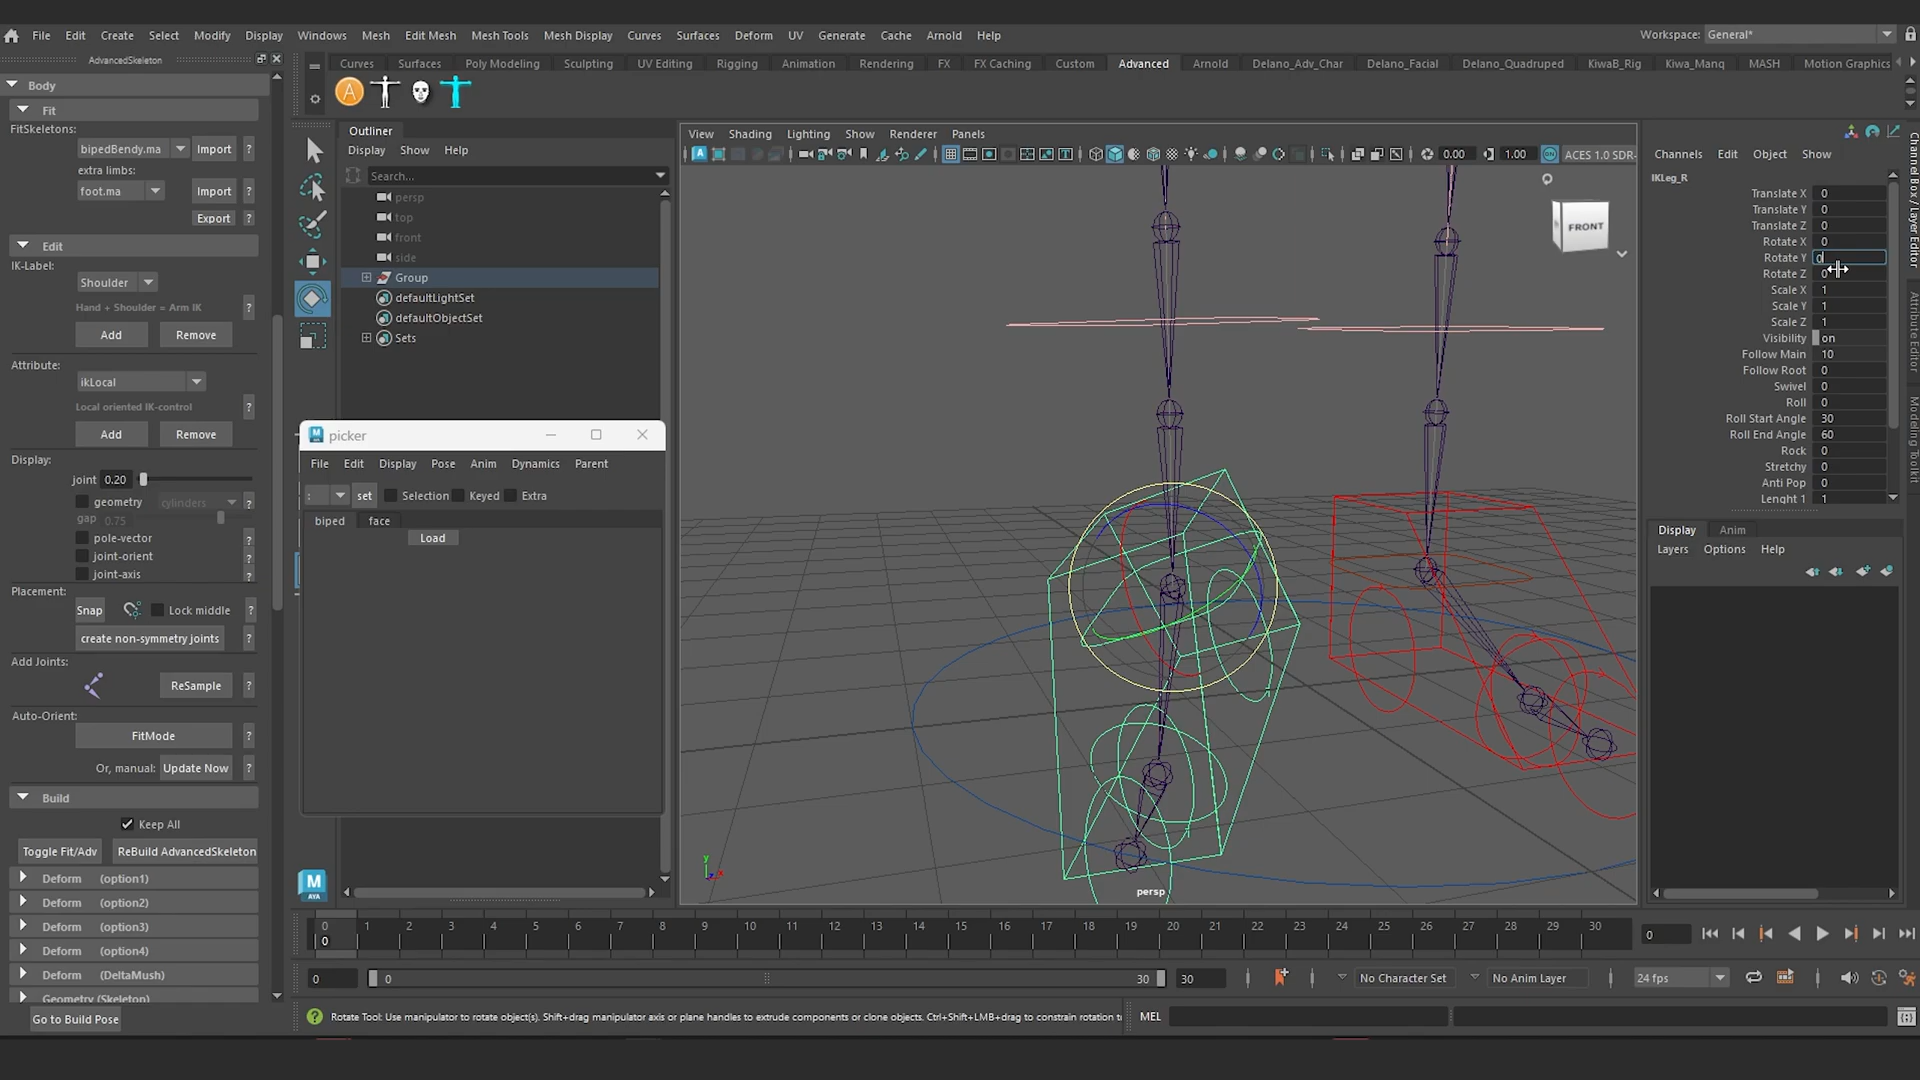 File Edit Create Select Modify Display Windows Mesh Edit Mesh Mesh Tools Mesh Display Curves Surfaces Deform UV Generate Cache Arnold Help
Workspace: General*
AdvancedSkeleton
Curves Surfaces Poly Modeling Sculpting UV Editing Rigging Animation Rendering FX FX Caching Custom Advanced Arnold Delano_Adv_Char Delano_Facial Delano_Quadruped KiwaB_Rig Kiwa_Manq MASH Motion Graphics
A
Body
Fit
FitSkeletons:
bipedBendy.ma Import ?
extra limbs:
foot.ma Import ?
Export ?
Edit
IK-Label:
Shoulder
Hand + Shoulder = Arm IK ?
Add Remove
Attribute:
ikLocal
Local oriented IK-control ?
Add Remove
Display:
joint 0.20
geometry cylinders ?
gap 0.75
pole-vector ?
joint-orient ?
joint-axis ?
Placement:
Snap Lock middle ?
create non-symmetry joints ?
Add Joints:
ReSample ?
Auto-Orient:
FitMode ?
Or, manual: Update Now ?
Build
Keep All
Toggle Fit/Adv ReBuild AdvancedSkeleton
Deform (option1)
Deform (option2)
Deform (option3)
Deform (option4)
Deform (DeltaMush)
Geometry (Skeleton)
Go to Build Pose
Outliner
Display Show Help
Search...
persp
top
front
side
Group
defaultLightSet
defaultObjectSet
Sets
picker
File Edit Display Pose Anim Dynamics Parent
: set Selection Keyed Extra
biped face
Load
M
AYA
View Shading Lighting Show Renderer Panels
0.00 1.00 ACES 1.0 SDR-
FRONT
y
x
persp
Channels Edit Object Show
IKLeg_R
Translate X 0
Translate Y 0
Translate Z 0
Rotate X 0
Rotate Y 0
Rotate Z 0
Scale X 1
Scale Y 1
Scale Z 1
Visibility on
Follow Main 10
Follow Root 0
Swivel 0
Roll 0
Roll Start Angle 30
Roll End Angle 60
Rock 0
Stretchy 0
Anti Pop 0
Lenght 1 1
Display Anim
Layers Options Help
Channel Box / Layer Editor
Attribute Editor
Modeling Toolkit
0 1 2 3 4 5 6 7 8 9 10 11 12 13 14 15 16 17 18 19 20 21 22 23 24 25 26 27 28 29 30
0
0
0 0 30 30 No Character Set No Anim Layer 24 fps
Rotate Tool: Use manipulator to rotate object(s). Shift+drag manipulator axis or plane handles to extrude components or clone objects. Ctrl+Shift+LMB+drag to constrain rotation t
MEL